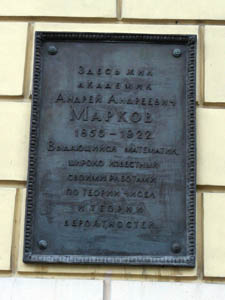 Здесь жил
академик
Андрей Андреевич
Марков
1856-1922
Выдающийся математик,
широко известный
своими работами
по теории чисел
и теории
вероятностей